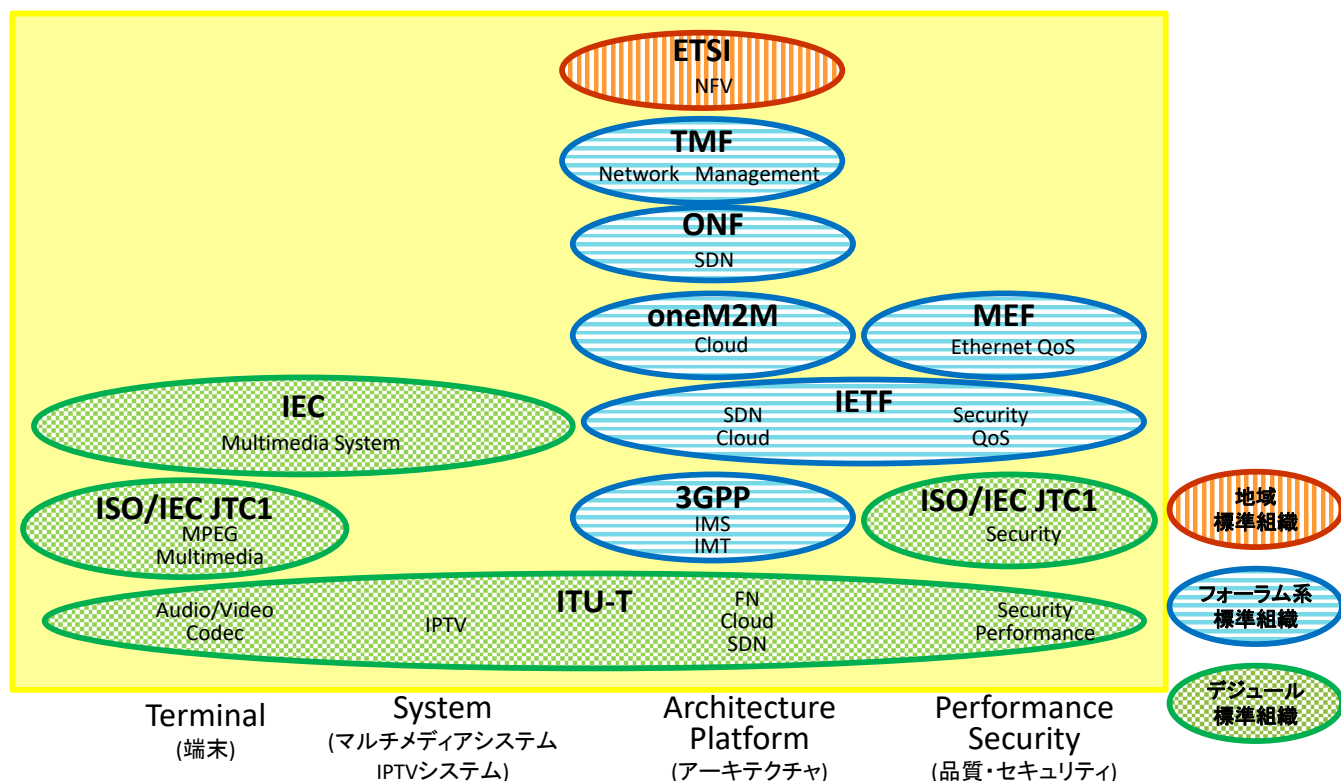 ETSI
NFV
TMF
Network Management
ONF
SDN
oneM2M
Cloud
MEF
Ethernet QoS
IEC
Multimedia System
IETF
SDN
Cloud
Security
QoS
ISO/IEC JTC1
MPEG
Multimedia
3GPP
IMS
IMT
ISO/IEC JTC1
Security
ITU-T
Audio/Video
Codec
IPTV
FN
Cloud
SDN
Security
Performance
地域
標準組織
フォーラム系
標準組織
デジュール
標準組織
Terminal
(端末)
System
(マルチメディアシステム
IPTVシステム)
Architecture
Platform
(アーキテクチャ)
Performance
Security
(品質・セキュリティ)